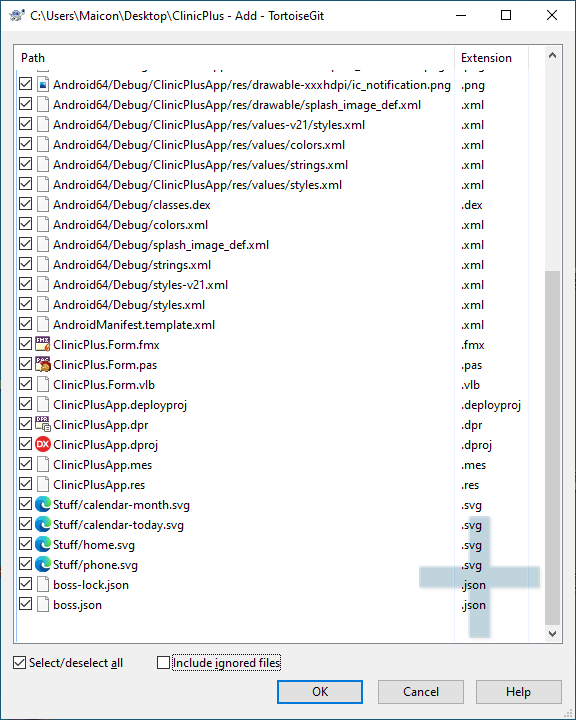 C:\Users\Maicon\Desktop\ClinicPlus - Add - TortoiseGit
Path Extension
Android64/Debug/ClinicPlusApp/res/drawable-xxxhdpi/ic_notification.png .png
Android64/Debug/ClinicPlusApp/res/drawable/splash_image_def.xml .xml
Android64/Debug/ClinicPlusApp/res/values-v21/styles.xml .xml
Android64/Debug/ClinicPlusApp/res/values/colors.xml .xml
Android64/Debug/ClinicPlusApp/res/values/strings.xml .xml
Android64/Debug/ClinicPlusApp/res/values/styles.xml .xml
Android64/Debug/classes.dex .dex
Android64/Debug/colors.xml .xml
Android64/Debug/splash_image_def.xml .xml
Android64/Debug/strings.xml .xml
Android64/Debug/styles-v21.xml .xml
Android64/Debug/styles.xml .xml
AndroidManifest.template.xml .xml
ClinicPlus.Form.fmx .fmx
ClinicPlus.Form.pas .pas
ClinicPlus.Form.vlb .vlb
ClinicPlusApp.deployproj .deployproj
ClinicPlusApp.dpr .dpr
DX ClinicPlusApp.dproj .dproj
ClinicPlusApp.mes .mes
ClinicPlusApp.res .res
Stuff/calendar-month.svg .svg
Stuff/calendar-today.svg .svg
Stuff/home.svg .svg
Stuff/phone.svg .svg
boss-lock.json .json
boss.json .json
Select/deselect all Include ignored files
OK Cancel Help